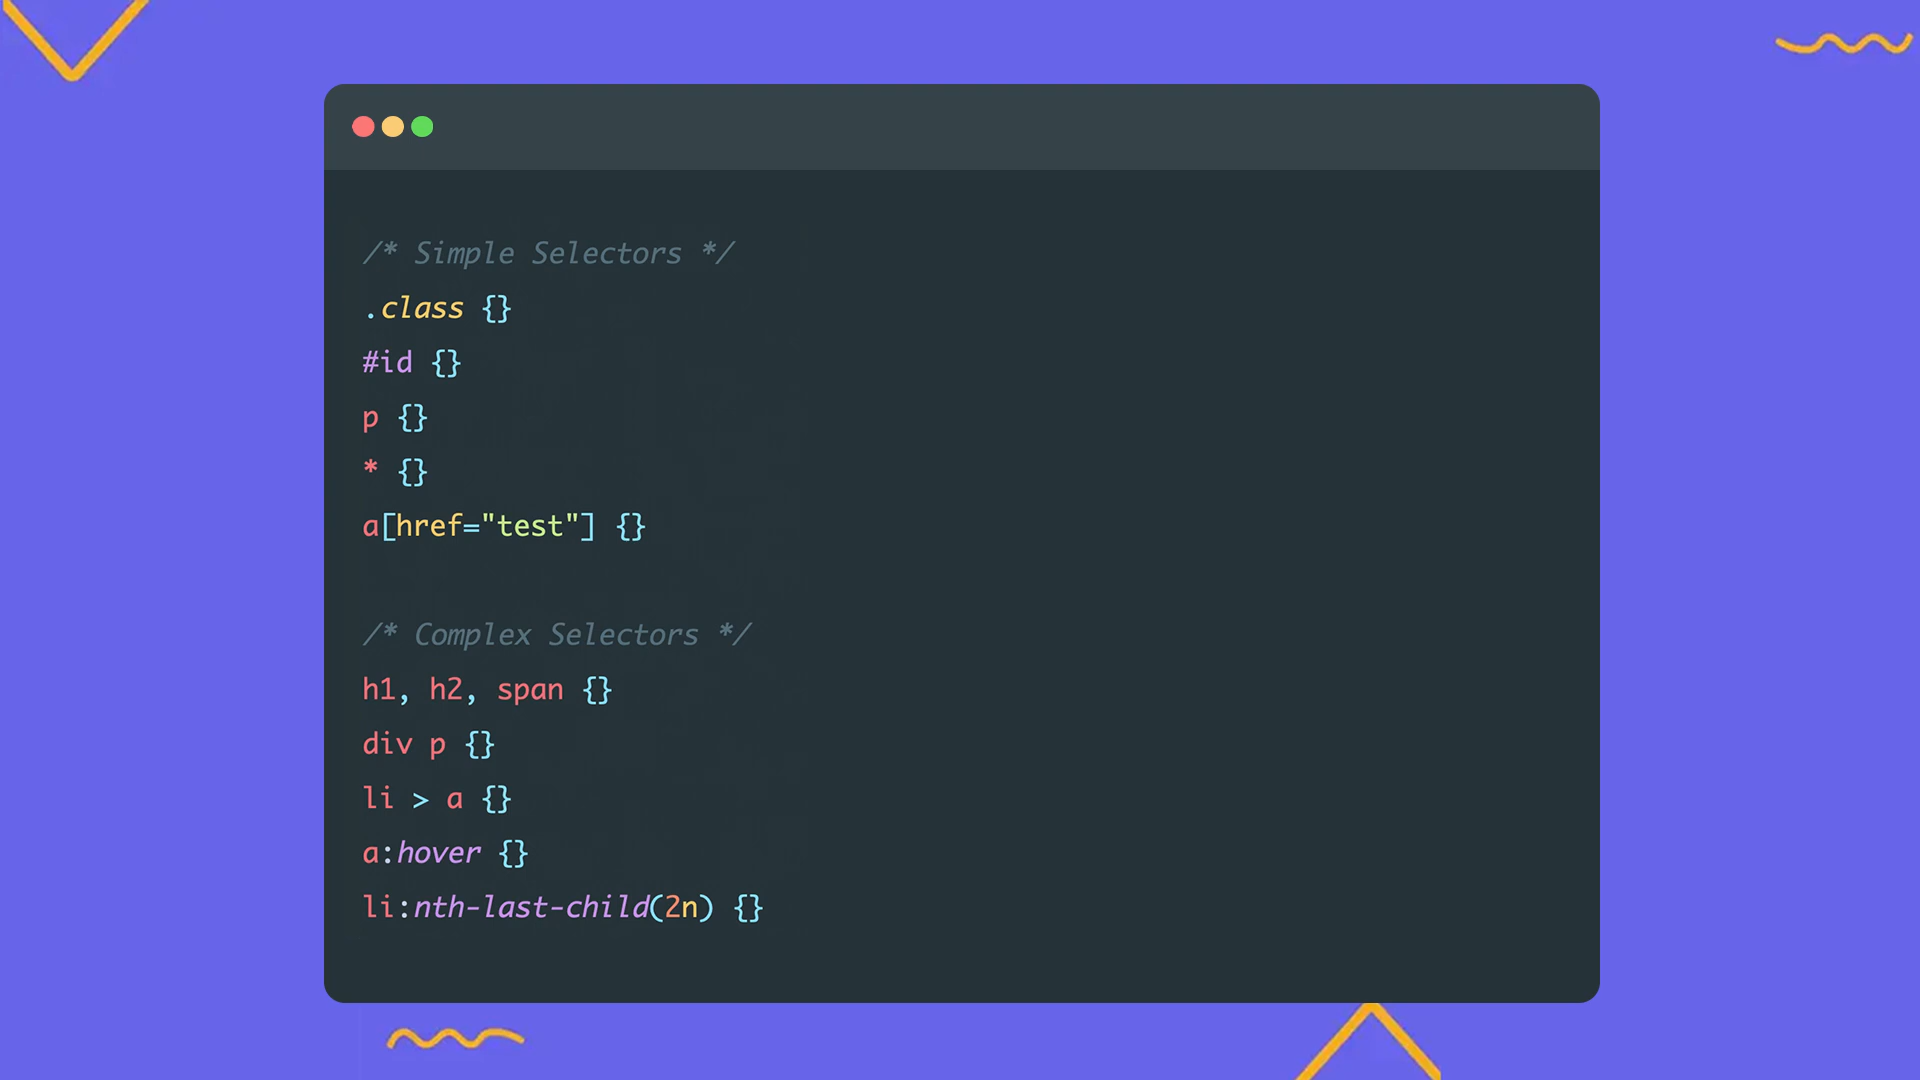 /* Simple Selectors */
.class {}
#id {}
p {}
* {}
a[href="test"] {}
/* Complex Selectors */
h1, h2, span {}
div p {}
li > a {}
a:hover {}
li:nth-last-child(2n) {}